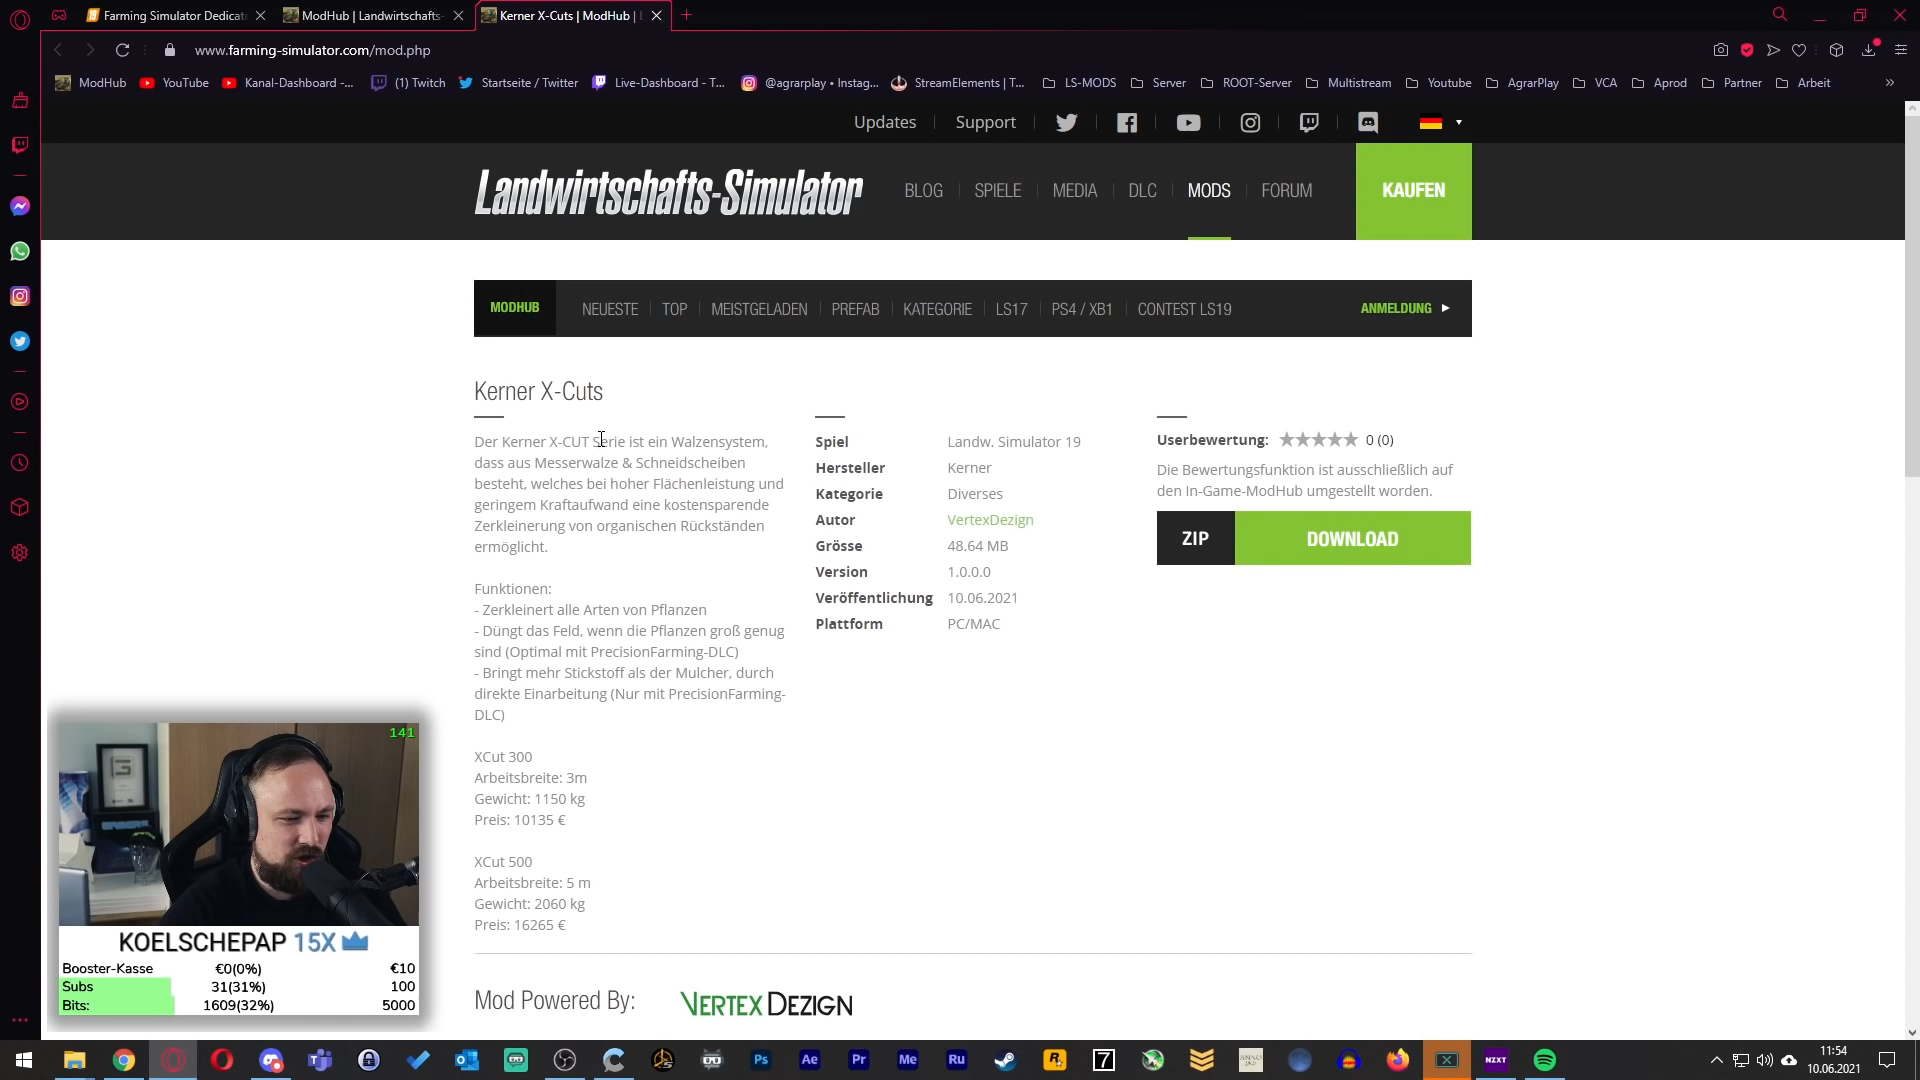 Farming Simulator Dedicate
ModHub | Landwirtschafts-
Kerner X-Cuts | ModHub |
www.farming-simulator.com/mod.php
ModHub
YouTube
Kanal-Dashboard -...
(1) Twitch
Startseite / Twitter
Live-Dashboard - T...
@agrarplay • Instag...
StreamElements | T...
LS-MODS
Server
ROOT-Server
Multistream
Youtube
AgrarPlay
VCA
Aprod
Partner
Arbeit
Updates
Support
Landwirtschafts-Simulator
BLOG
SPIELE
MEDIA
DLC
MODS
FORUM
KAUFEN
MODHUB
NEUESTE
TOP
MEISTGELADEN
PREFAB
KATEGORIE
LS17
PS4 / XB1
CONTEST LS19
ANMELDUNG
Kerner X-Cuts
Der Kerner X-CUT Serie ist ein Walzensystem,
dass aus Messerwalze & Schneidscheiben
besteht, welches bei hoher Flächenleistung und
geringem Kraftaufwand eine kostensparende
Zerkleinerung von organischen Rückständen
ermöglicht.
Funktionen:
- Zerkleinert alle Arten von Pflanzen
- Düngt das Feld, wenn die Pflanzen groß genug
sind (Optimal mit PrecisionFarming-DLC)
- Bringt mehr Stickstoff als der Mulcher, durch
direkte Einarbeitung (Nur mit PrecisionFarming-
DLC)
XCut 300
Arbeitsbreite: 3m
Gewicht: 1150 kg
Preis: 10135 €
XCut 500
Arbeitsbreite: 5 m
Gewicht: 2060 kg
Preis: 16265 €
Spiel Landw. Simulator 19
Hersteller Kerner
Kategorie Diverses
Autor VertexDezign
Grösse 48.64 MB
Version 1.0.0.0
Veröffentlichung 10.06.2021
Plattform PC/MAC
Userbewertung: 0 (0)
Die Bewertungsfunktion ist ausschließlich auf
den In-Game-ModHub umgestellt worden.
ZIP DOWNLOAD
Mod Powered By: VERTEXDEZIGN
141
KOELSCHEPAP 15X
Booster-Kasse €0(0%) €10
Subs 31(31%) 100
Bits: 1609(32%) 5000
Ps
Ae
Pr
Me
Ru
R
7
NZXT
11:54
10.06.2021